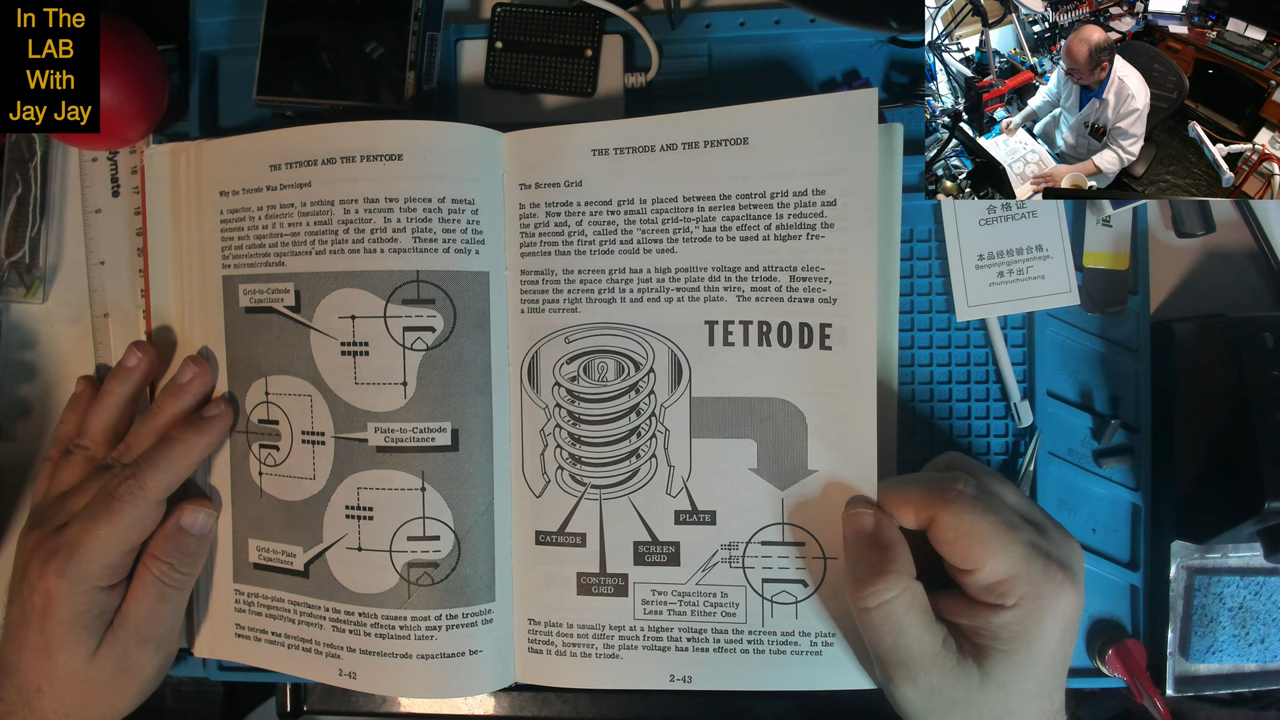 In The
LAB
With
Jay Jay
THE TETRODE AND THE PENTODE
Why the Tetrode Was Developed
A capacitor, as you know, is nothing more than two pieces of metal
separated by a dielectric (insulator). In a vacuum tube each pair of
elements acts as if it were a small capacitor. In a triode there are
three such capacitors—one consisting of the grid and plate, one of the
grid and cathode and the third of the plate and cathode. These are called
the "interelectrode capacitances" and each one has a capacitance of only a
few micromicrofarads.
Grid-to-Cathode
Capacitance
Plate-to-Cathode
Capacitance
Grid-to-Plate
Capacitance
The grid-to-plate capacitance is the one which causes most of the trouble.
At high frequencies it produces undesirable effects which may prevent the
tube from amplifying properly. This will be explained later.
The tetrode was developed to reduce the interelectrode capacitance be-
tween the control grid and the plate.
2-42
THE TETRODE AND THE PENTODE
The Screen Grid
In the tetrode a second grid is placed between the control grid and the
plate. Now there are two small capacitors in series between the plate and
the grid and, of course, the total grid-to-plate capacitance is reduced.
This second grid, called the "screen grid," has the effect of shielding the
plate from the first grid and allows the tetrode to be used at higher fre-
quencies than the triode could be used.
Normally, the screen grid has a high positive voltage and attracts elec-
trons from the space charge just as the plate did in the triode. However,
because the screen grid is a spirally-wound thin wire, most of the elec-
trons pass right through it and end up at the plate. The screen draws only
a little current.
TETRODE
PLATE
CATHODE
SCREEN
GRID
CONTROL
GRID
Two Capacitors In
Series—Total Capacity
Less Than Either One
The plate is usually kept at a higher voltage than the screen and the plate
circuit does not differ much from that which is used with triodes. In the
tetrode, however, the plate voltage has less effect on the tube current
than it did in the triode.
2-43
合格证
CERTIFICATE
本品经检验合格，
Benpinjingjianyanhege,
准予出厂
zhunyuchuchang